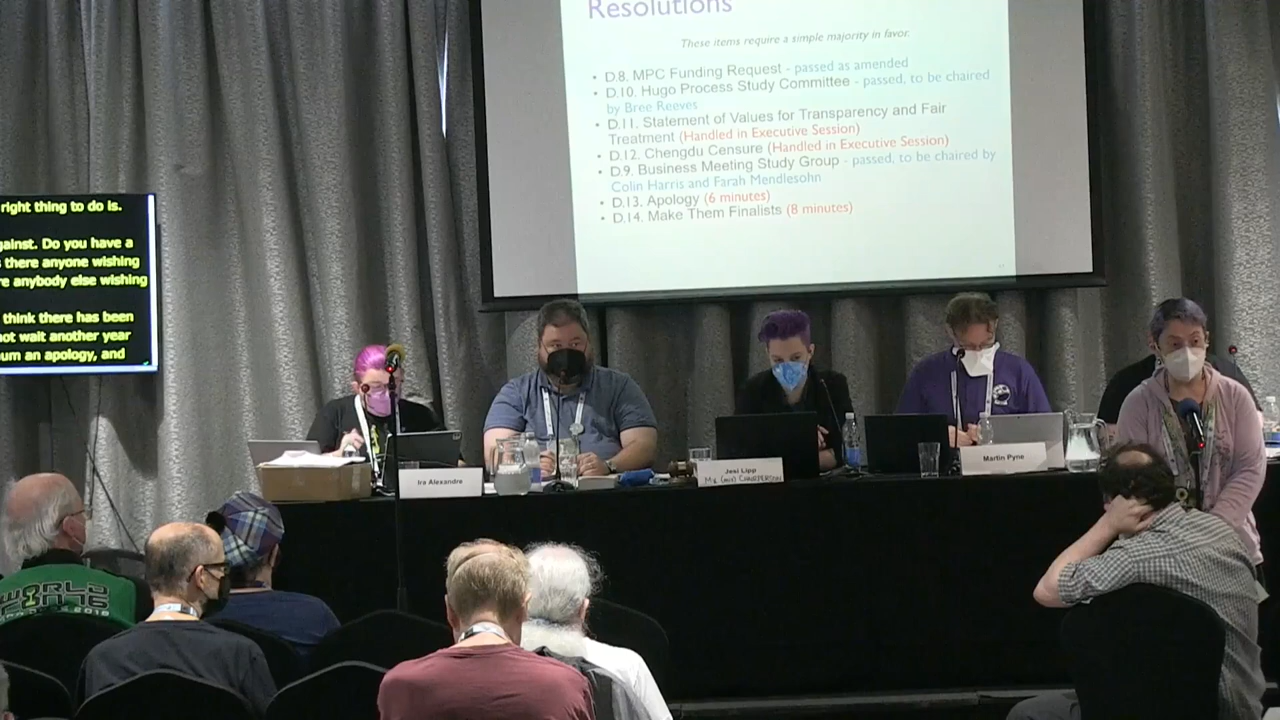 Resolutions
These items require a simple majority in favor.
• D.8. MPC Funding Request - passed as amended
• D.10. Hugo Process Study Committee - passed, to be chaired
by Bree Reeves
• D.11. Statement of Values for Transparency and Fair
Treatment (Handled in Executive Session)
• D.12. Chengdu Censure (Handled in Executive Session)
• D.9. Business Meeting Study Group - passed, to be chaired by
Colin Harris and Farah Mendlesohn
• D.13. Apology (6 minutes)
• D.14. Make Them Finalists (8 minutes)
right thing to do is.
gainst. Do you have a
there anyone wishing
re anybody else wishing
think there has been
not wait another year
um an apology, and
Ira Alexandre
Jesi Lipp
CHAIRPERSON
Martin Pyne
WORLD
CON76